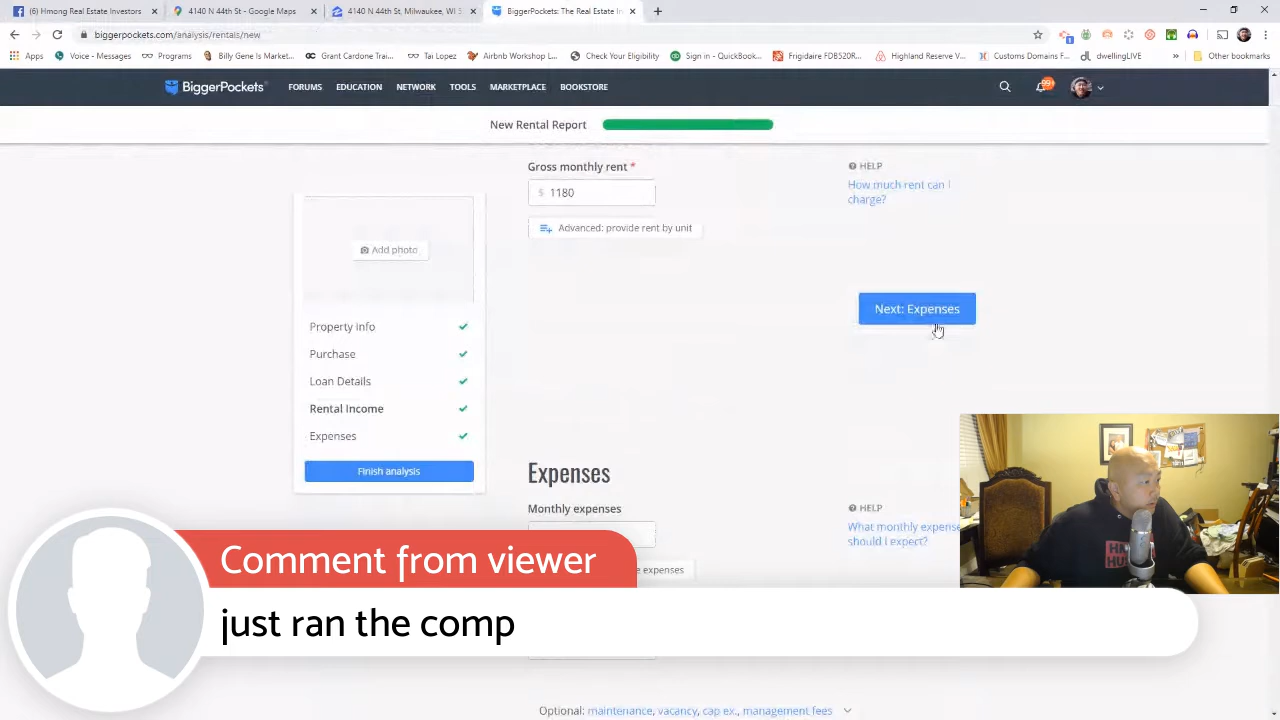 (6) Hmong Real Estate Investors
4140 N 44th St - Google Maps
4140 N 44th St, Milwaukee, WI 5
BiggerPockets: The Real Estate In
biggerpockets.com/analysis/rentals/new
Apps
Voice - Messages
Programs
Billy Gene Is Market...
Grant Cardone Trai...
Tai Lopez
Airbnb Workshop I...
Check Your Eligibility
Sign in - QuickBook...
Frigidaire FDB520R...
Highland Reserve V...
Customs Domains F...
dwellingLIVE
»
Other bookmarks
BiggerPockets
FORUMS
EDUCATION
NETWORK
TOOLS
MARKETPLACE
BOOKSTORE
99+
New Rental Report
Gross monthly rent *
$ 1180
Advanced: provide rent by unit
HELP
How much rent can I
charge?
Add photo
Next: Expenses
Property Info
Purchase
Loan Details
Rental Income
Expenses
Finish analysis
Expenses
Monthly expenses
HELP
What monthly expense
should I expect?
expenses
Comment from viewer
just ran the comp
Optional: maintenance, vacancy, cap ex., management fees